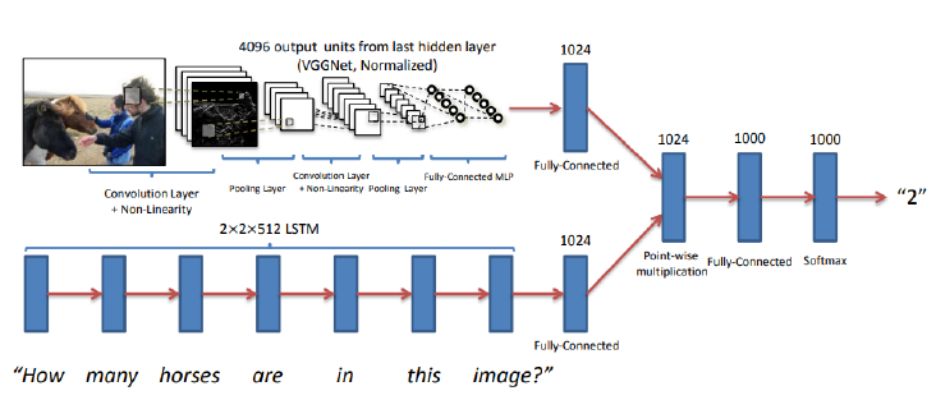 4096 output units from last hidden layer
(VGGNet, Normalized)
1024
Convolution Layer
+ Non-Linearity
Pooling Layer
Convolution Layer
+ Non-Linearity
Pooling Layer
Fully-Connected MLP
Fully-Connected
1024
1000
1000
"2"
Point-wise
multiplication
Fully-Connected
Softmax
2×2×512 LSTM
1024
Fully-Connected
"How many horses are in this image?"